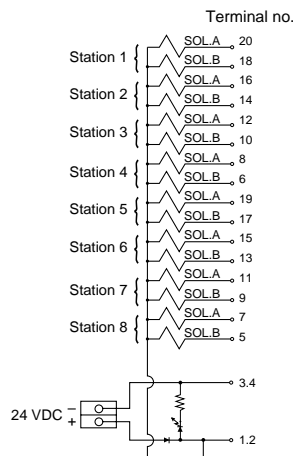 Terminal no.
Station 1 SOL.A 20
SOL.B 18
Station 2 SOL.A 16
SOL.B 14
Station 3 SOL.A 12
SOL.B 10
Station 4 SOL.A 8
SOL.B 6
Station 5 SOL.A 19
SOL.B 17
Station 6 SOL.A 15
SOL.B 13
Station 7 SOL.A 11
SOL.B 9
Station 8 SOL.A 7
SOL.B 5
3.4
24 VDC −
+
1.2